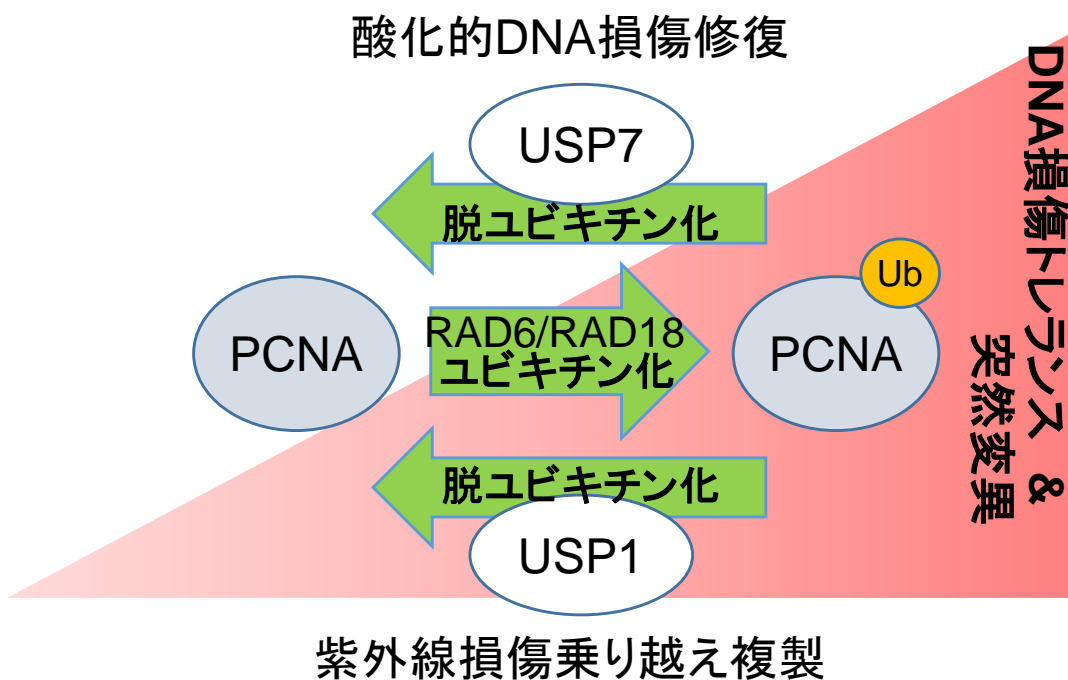 酸化的DNA損傷修復
USP7
脱ユビキチン化
Ub
PCNA
RAD6/RAD18
ユビキチン化
PCNA
脱ユビキチン化
USP1
紫外線損傷乗り越え複製
DNA損傷トレランス &
突然変異